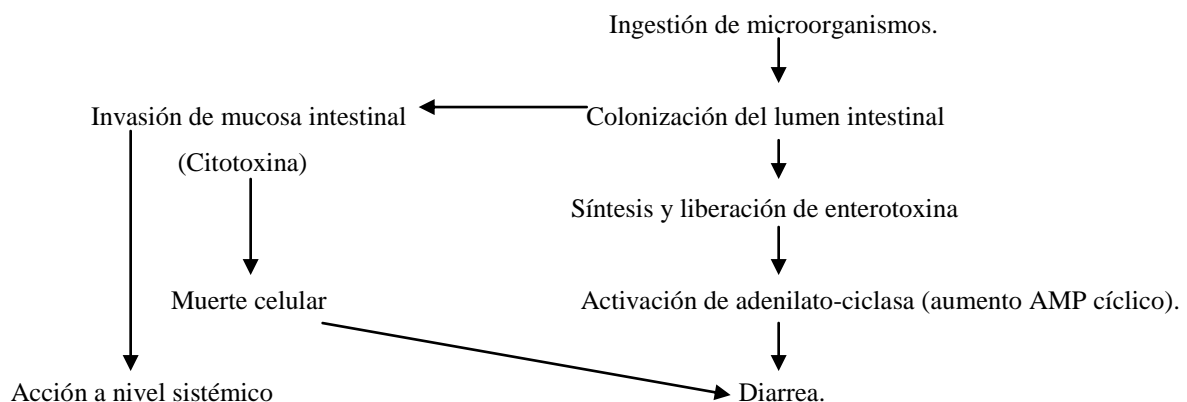 Ingestión de microorganismos.
Invasión de mucosa intestinal
Colonización del lumen intestinal
(Citotoxina)
Síntesis y liberación de enterotoxina
Muerte celular
Activación de adenilato-ciclasa (aumento AMP cíclico).
Acción a nivel sistémico
Diarrea.